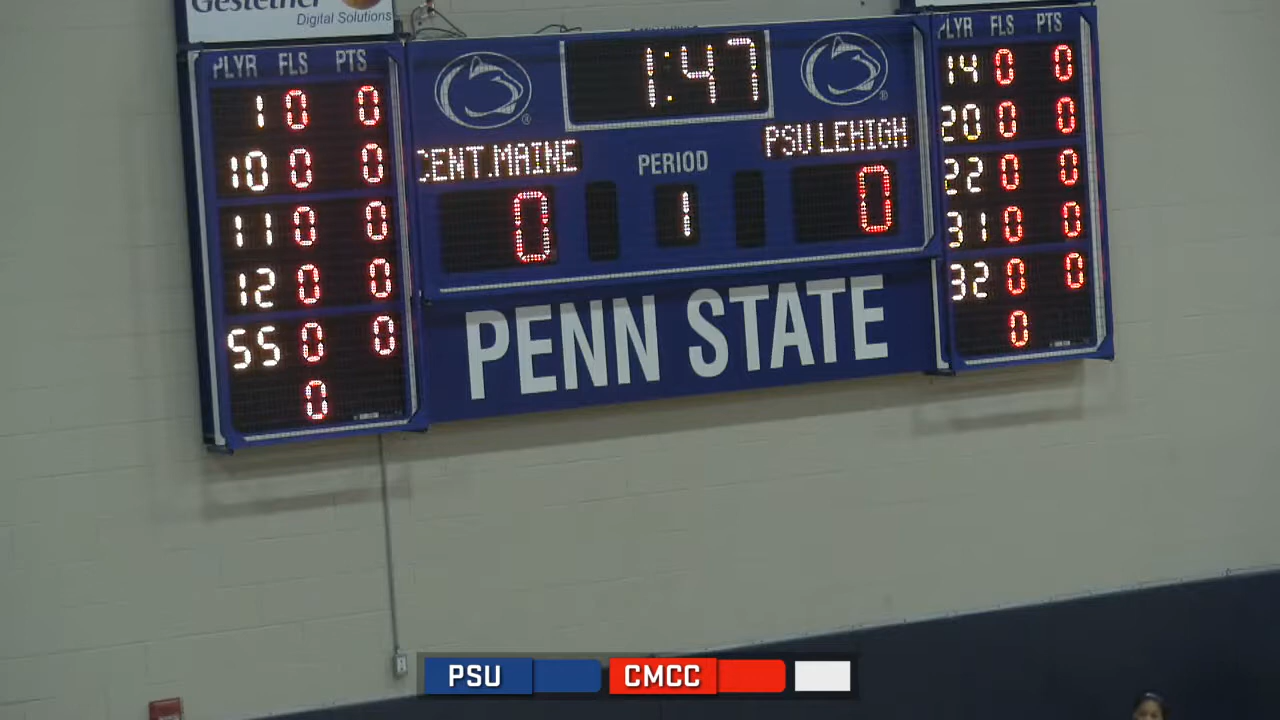 Gestetner
Digital Solutions
PLYR FLS PTS
1 0 0
10 0 0
11 0 0
12 0 0
55 0 0
0
1:47
CENT.MAINE
PERIOD
PSU LEHIGH
0
1
0
PENN STATE
PLYR FLS PTS
14 0 0
20 0 0
22 0 0
31 0 0
32 0 0
0
PSU
CMCC